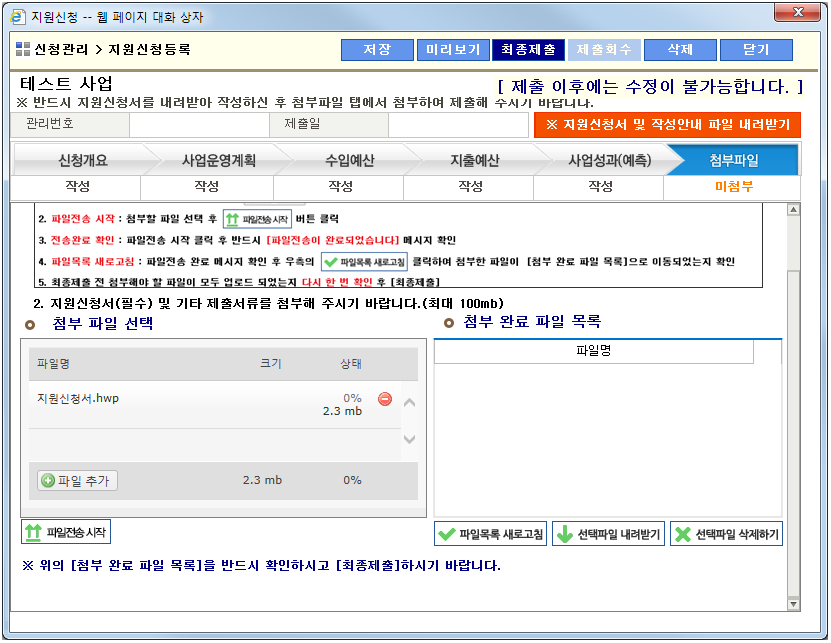 지원신청 -- 웹 페이지 대화 상자
신청관리 > 지원신청등록
저장 미리보기 최종제출 제출회수 삭제 닫기
테스트 사업
[ 제출 이후에는 수정이 불가능합니다. ]
※ 반드시 지원신청서를 내려받아 작성하신 후 첨부파일 탭에서 첨부하여 제출해 주시기 바랍니다.
관리번호 제출일 ※ 지원신청서 및 작성안내 파일 내려받기
신청개요 사업운영계획 수입예산 지출예산 사업성과(예측) 첨부파일
작성 작성 작성 작성 작성 미첨부
2. 파일전송 시작 : 첨부할 파일 선택 후 파일전송 시작 버튼 클릭
3. 전송완료 확인 : 파일전송 시작 클릭 후 반드시 [파일전송이 완료되었습니다] 메시지 확인
4. 파일목록 새로고침 : 파일전송 완료 메시지 확인 후 우측의 파일목록 새로고침 클릭하여 첨부한 파일이 [첨부 완료 파일 목록]으로 이동되었는지 확인
5. 최종제출 전 첨부해야 할 파일이 모두 업로드 되었는지 다시 한 번 확인 후 [최종제출]
2. 지원신청서(필수) 및 기타 제출서류를 첨부해 주시기 바랍니다.(최대 100mb)
첨부 파일 선택
첨부 완료 파일 목록
파일명 크기 상태
파일명
지원신청서.hwp 0%
2.3 mb
파일 추가 2.3 mb 0%
파일전송 시작
파일목록 새로고침 선택파일 내려받기 선택파일 삭제하기
※ 위의 [첨부 완료 파일 목록]을 반드시 확인하시고 [최종제출]하시기 바랍니다.